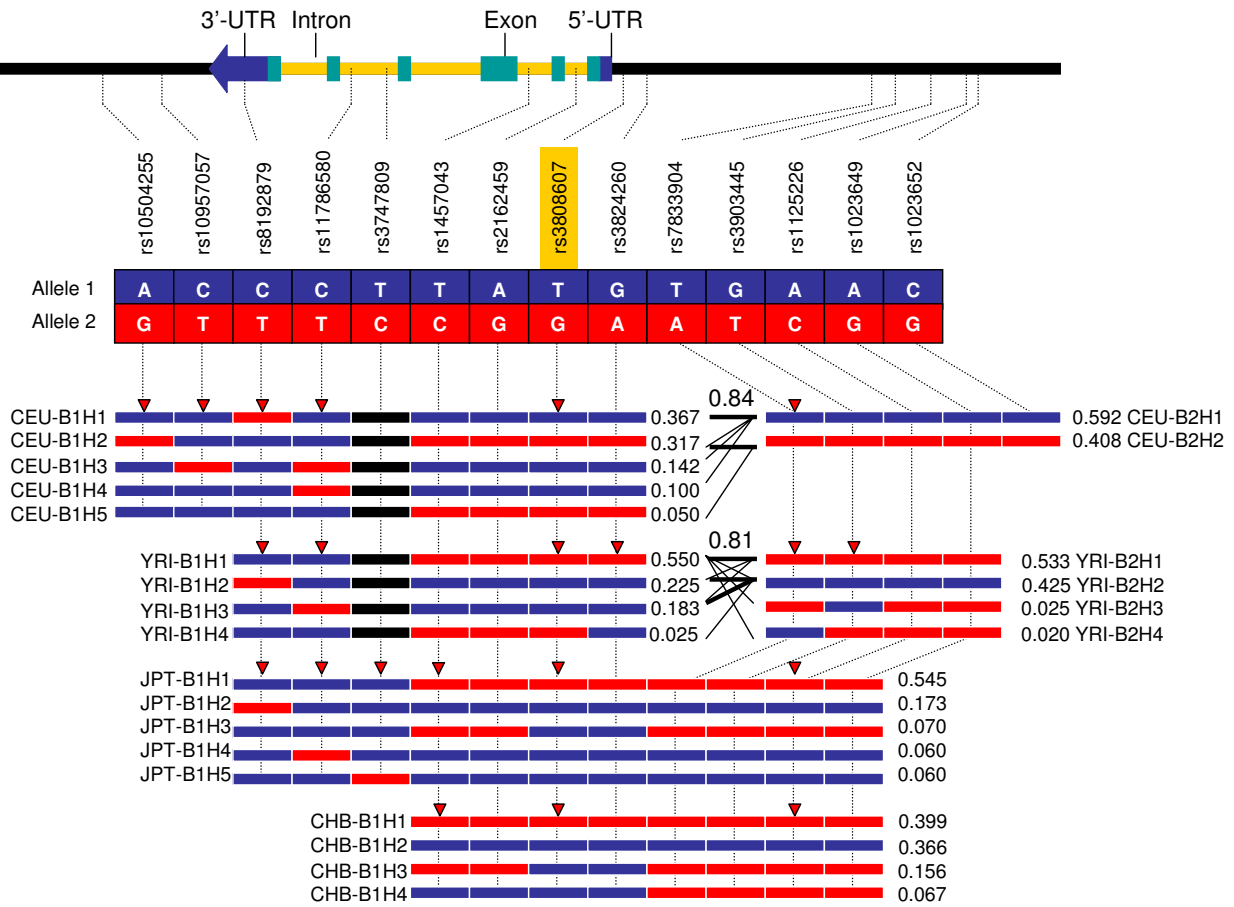 3'-UTR Intron Exon 5'-UTR
rs10504255 rs10957057 rs8192879 rs11786580 rs3747809 rs1457043 rs2162459 rs3808607 rs3824260 rs7833904 rs3903445 rs1125226 rs1023649 rs1023652
Allele 1 A C C C T T A T G T G A A C
Allele 2 G T T T C C G G A A T C G G
CEU-B1H1 0.367 0.84 0.592 CEU-B2H1
CEU-B1H2 0.317 0.408 CEU-B2H2
CEU-B1H3 0.142
CEU-B1H4 0.100
CEU-B1H5 0.050
YRI-B1H1 0.550 0.81 0.533 YRI-B2H1
YRI-B1H2 0.225 0.425 YRI-B2H2
YRI-B1H3 0.183 0.025 YRI-B2H3
YRI-B1H4 0.025 0.020 YRI-B2H4
JPT-B1H1 0.545
JPT-B1H2 0.173
JPT-B1H3 0.070
JPT-B1H4 0.060
JPT-B1H5 0.060
CHB-B1H1 0.399
CHB-B1H2 0.366
CHB-B1H3 0.156
CHB-B1H4 0.067